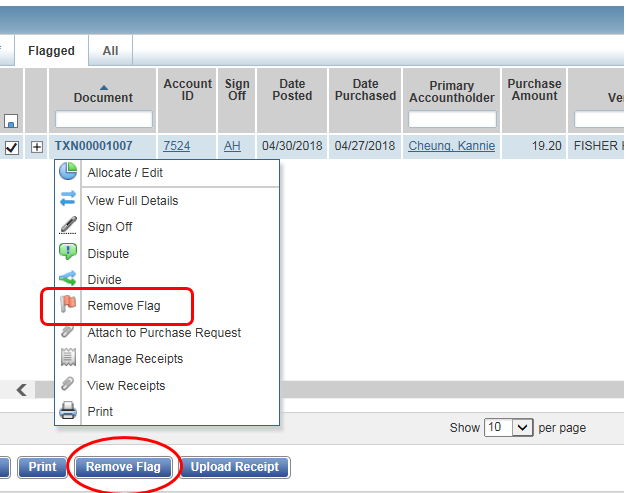 Flagged All
Document
Account ID
Sign Off
Date Posted
Date Purchased
Primary Accountholder
Purchase Amount
TXN00001007 7524 AH 04/30/2018 04/27/2018 Cheung, Kannie 19.20 FISHER
Allocate / Edit
View Full Details
Sign Off
Dispute
Divide
Remove Flag
Attach to Purchase Request
Manage Receipts
View Receipts
Print
Show 10 per page
Print Remove Flag Upload Receipt